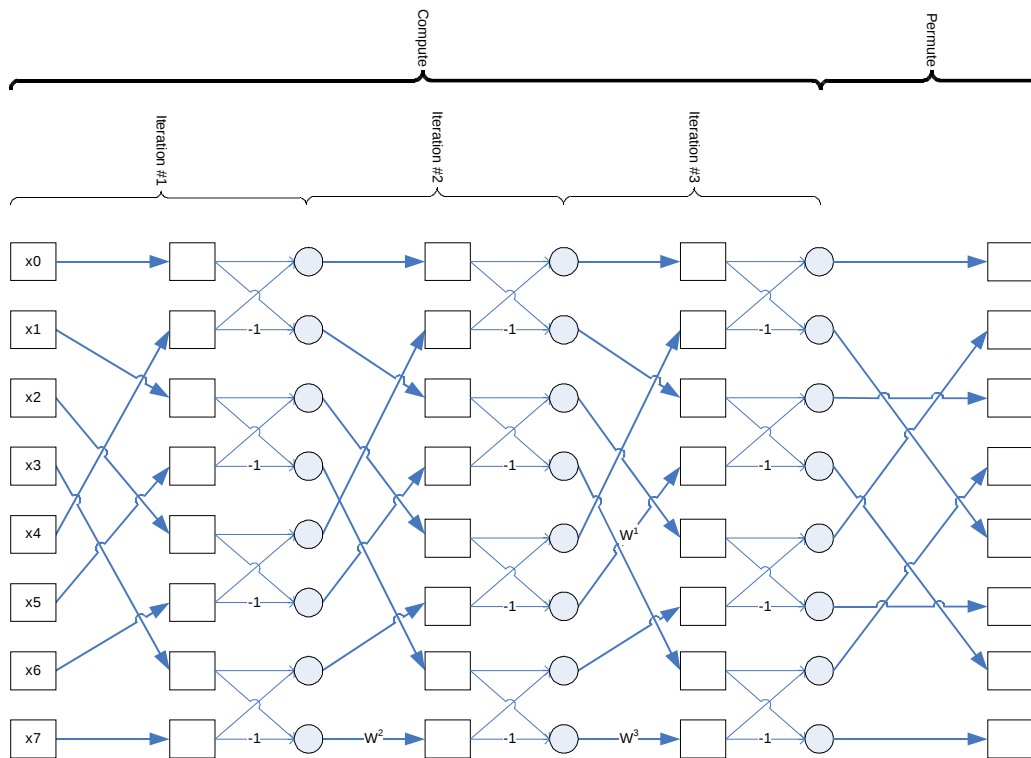 Compute
Permute
Iteration #1
Iteration #2
Iteration #3
x0
x1
-1
-1
-1
x2
x3
-1
-1
-1
x4
W¹
x5
-1
-1
-1
x6
x7
-1
W²
-1
W³
-1